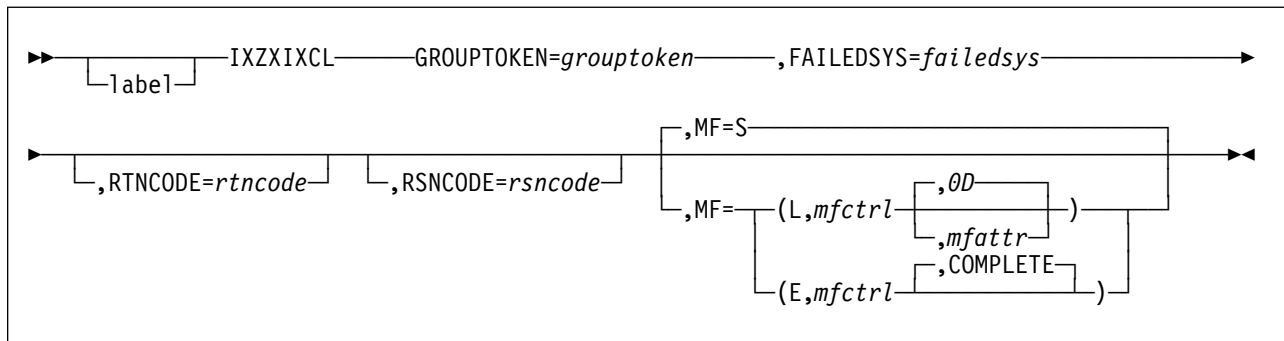 IXZXIXCL GROUPTOKEN=grouptoken ,FAILEDSYS=failedsys
label
,MF=S
,RTNCODE=rtncode ,RSNCODE=rsncode
,0D
,MF= (L,mfctrl )
,mfattr
,COMPLETE
(E,mfctrl )